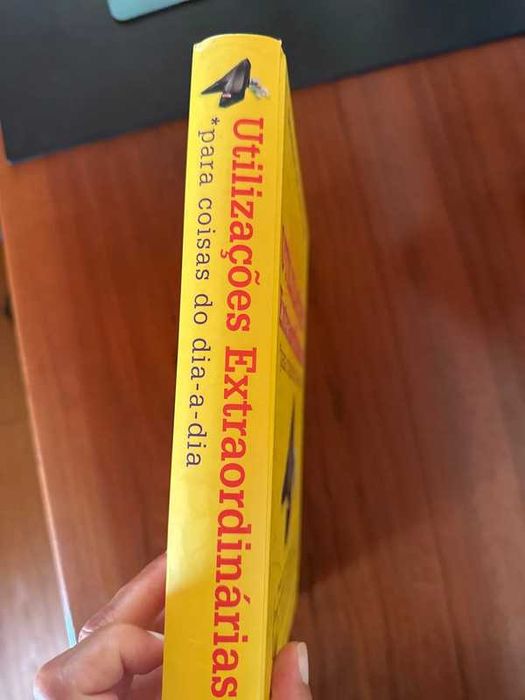 Utilizações Extraordinárias
*para coisas do dia-a-dia